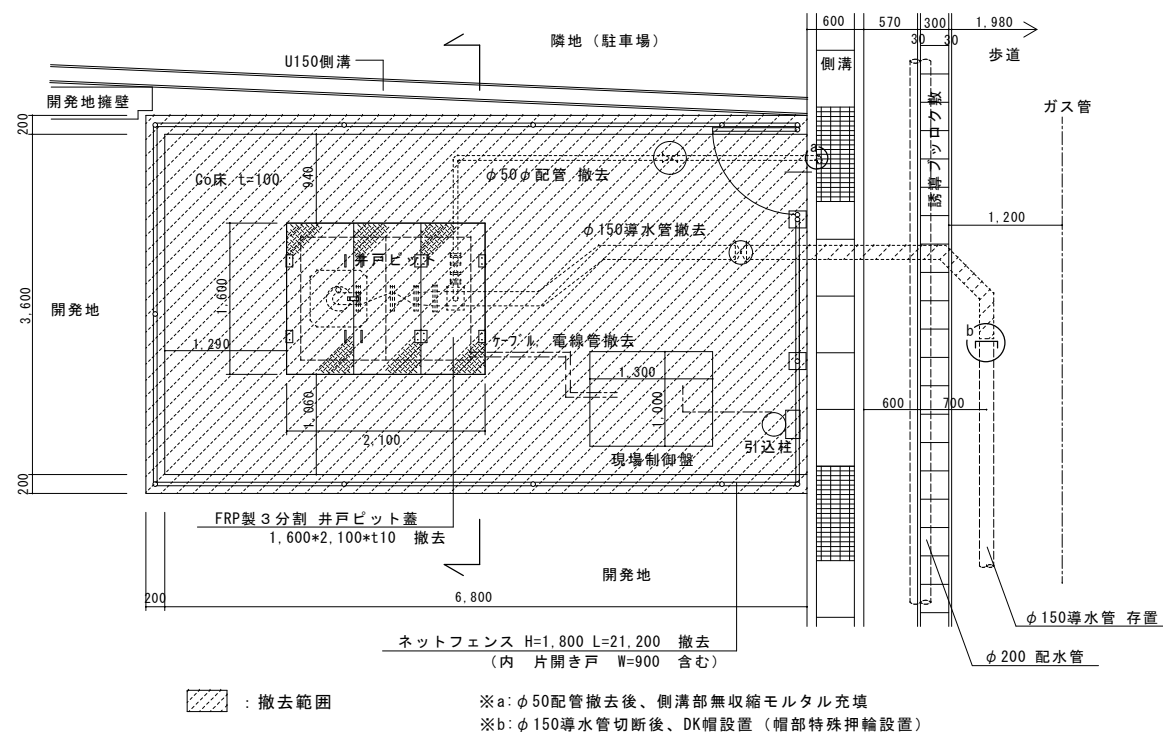 600
570
300
1,980
30
30
隣地（駐車場）
歩道
U150側溝
側溝
開発地擁壁
ガス管
200
a
誘導ブッロク敷
Co床 t=100
940
φ50φ配管 撤去
1,200
φ150導水管撤去
井戸ピット
3,600
開発地
1,600
b
1,290
ケーブル, 電線管撤去
1,300
1,060
1,000
600
700
2,100
引込柱
現場制御盤
200
FRP製３分割 井戸ピット蓋
1,600*2,100*t10 撤去
開発地
200
6,800
φ150導水管 存置
ネットフェンス H=1,800 L=21,200 撤去
（内 片開き戸 W=900 含む）
φ200 配水管
：撤去範囲
※a:φ50配管撤去後、側溝部無収縮モルタル充填
※b:φ150導水管切断後、DK帽設置（帽部特殊押輪設置）